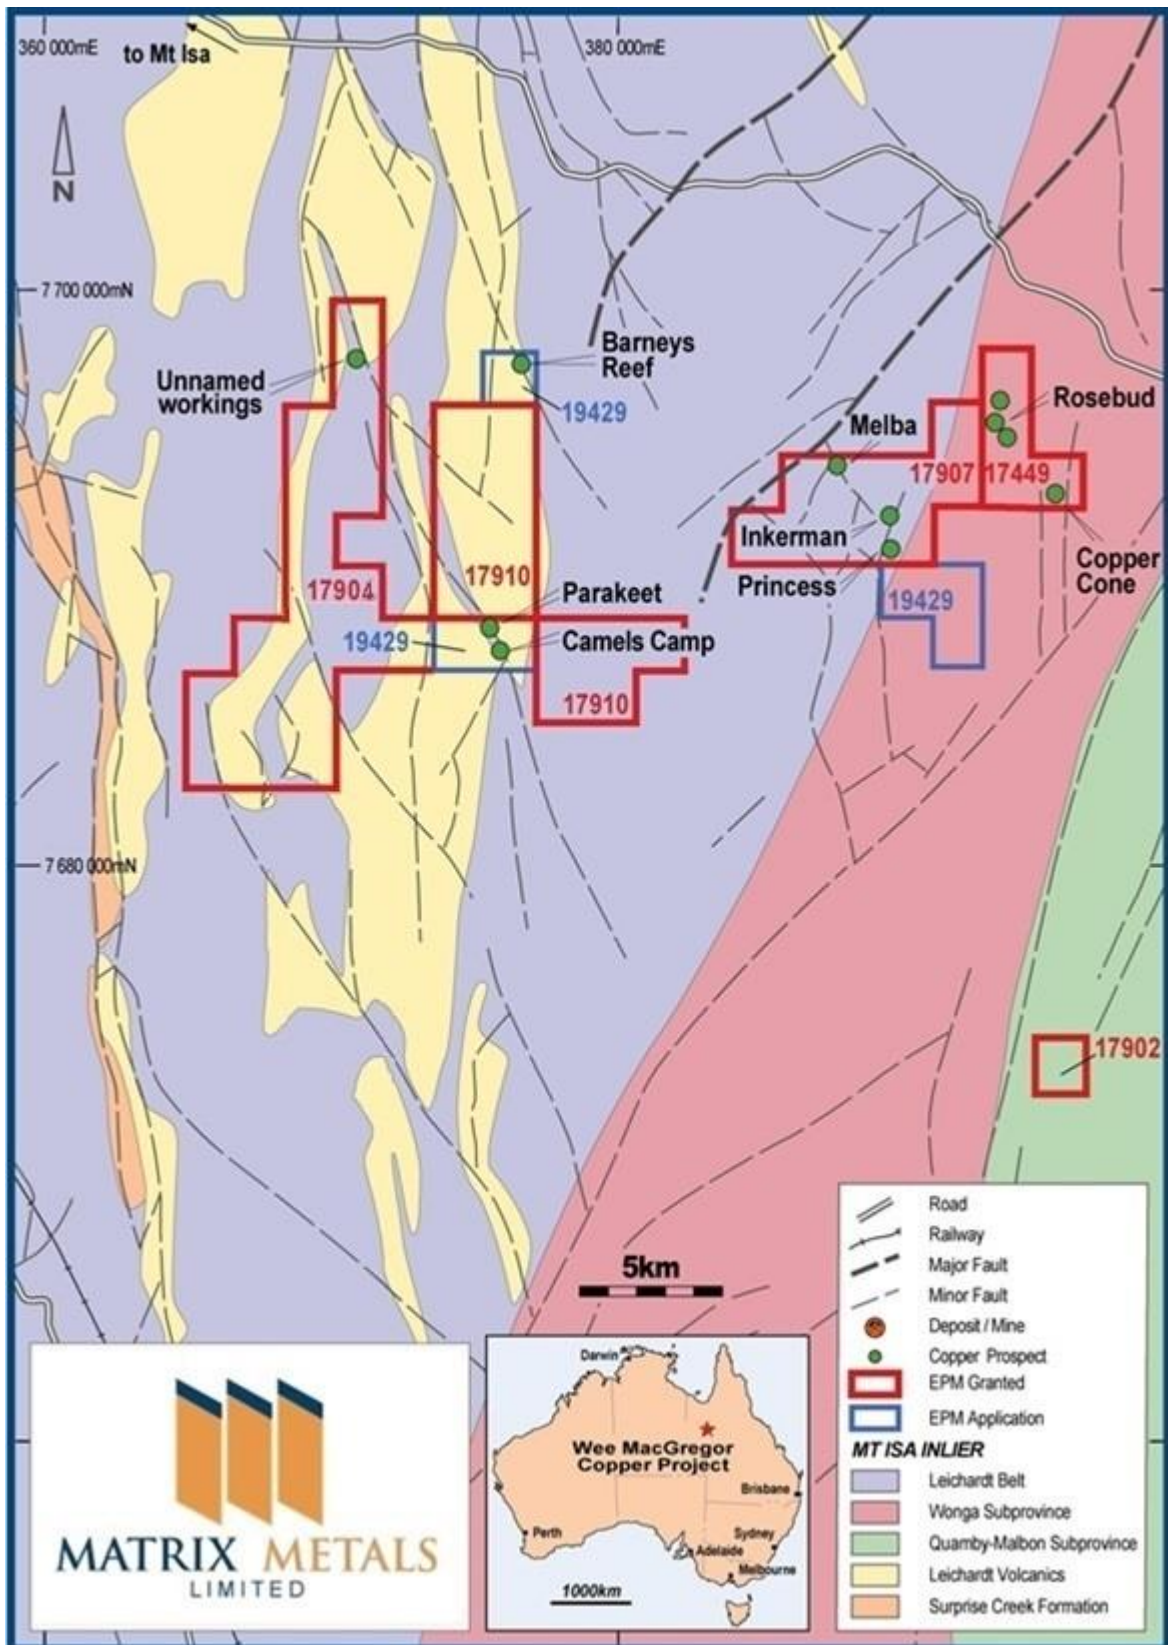 360 000mE
380 000mE
to Mt Isa
N
7 700 000mN
Barneys
Reef
Unnamed
workings
19429
Rosebud
Melba
17907
17449
Inkerman
Copper
Cone
Princess
17910
17904
Parakeet
19429
19429
Camels Camp
17910
7 680 000mN
17902
5km
Road
Railway
Major Fault
Minor Fault
Deposit / Mine
Copper Prospect
EPM Granted
EPM Application
MT ISA INLIER
Leichardt Belt
Wonga Subprovince
Quamby-Malbon Subprovince
Leichardt Volcanics
Surprise Creek Formation
MATRIX METALS
LIMITED
Darwin
Wee MacGregor
Copper Project
Brisbane
Perth
Sydney
Adelaide
Melbourne
1000km